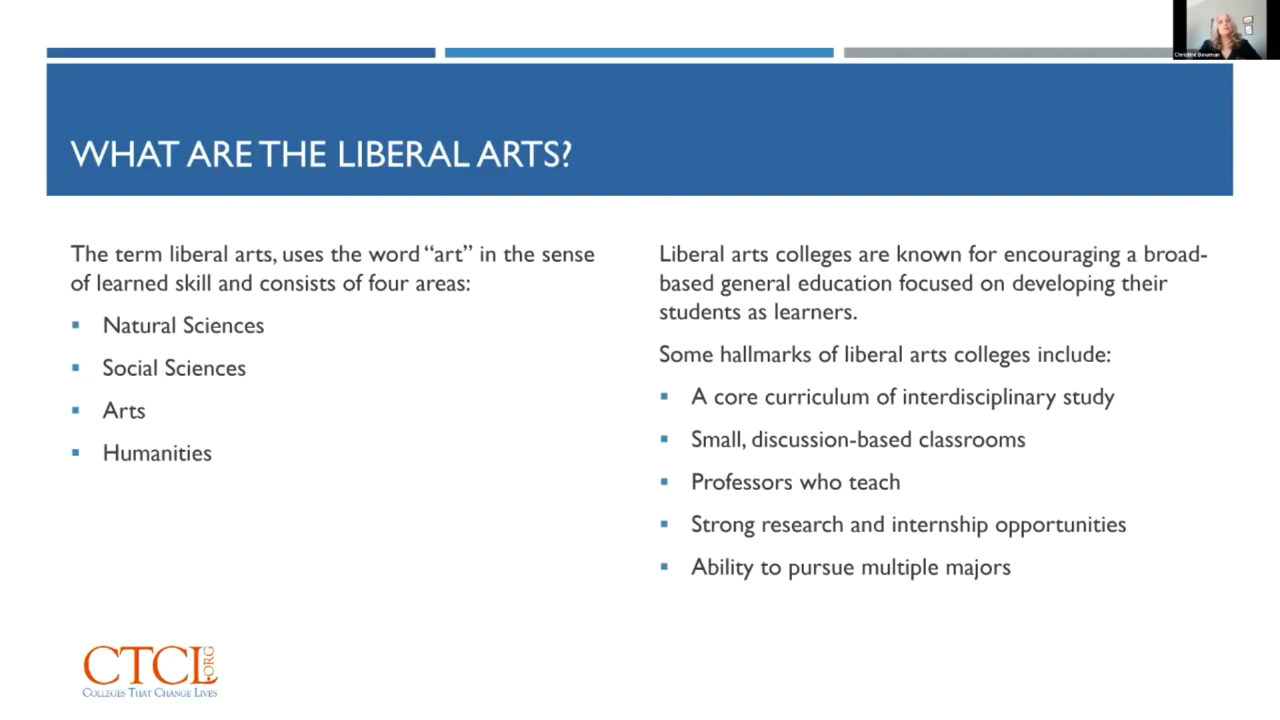 Christine Bowman
WHAT ARE THE LIBERAL ARTS?
The term liberal arts, uses the word “art” in the sense
of learned skill and consists of four areas:
Natural Sciences
Social Sciences
Arts
Humanities
Liberal arts colleges are known for encouraging a broad-
based general education focused on developing their
students as learners.
Some hallmarks of liberal arts colleges include:
A core curriculum of interdisciplinary study
Small, discussion-based classrooms
Professors who teach
Strong research and internship opportunities
Ability to pursue multiple majors
CTCL.ORG
COLLEGES THAT CHANGE LIVES